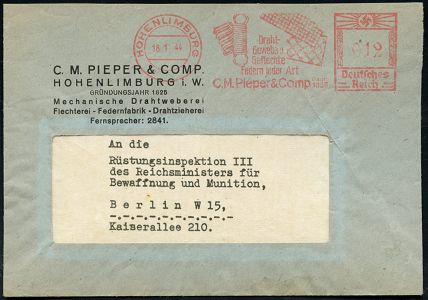 HOHENLIMBURG
18.1.44
Draht-
Gewebe u.
Geflechte
Federn jeder Art
C.M. Pieper & Comp.
012
Deutsches
Reich
C. M. PIEPER & COMP.
HOHENLIMBURG i. W.
GRÜNDUNGSJAHR 1825
Mechanische Drahtweberei
Flechterei - Federnfabrik - Drahtzieherei
Fernsprecher: 2841.
An die
Rüstungsinspektion III
des Reichsministers für
Bewaffnung und Munition,
Berlin W 15,
-.-.-.-.-.-.-.-.-.-
Kaiserallee 210.